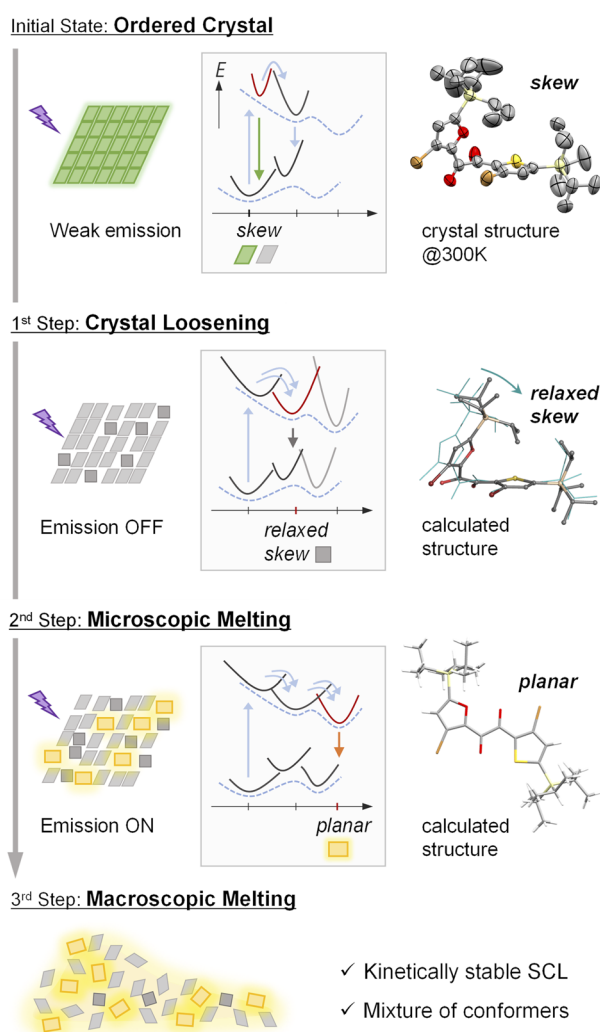 Initial State: Ordered Crystal
E
skew
Weak emission
skew
crystal structure
@300K
1st Step: Crystal Loosening
relaxed
skew
Emission OFF
relaxed
skew
calculated
structure
2nd Step: Microscopic Melting
planar
Emission ON
planar
calculated
structure
3rd Step: Macroscopic Melting
✓ Kinetically stable SCL
✓ Mixture of conformers